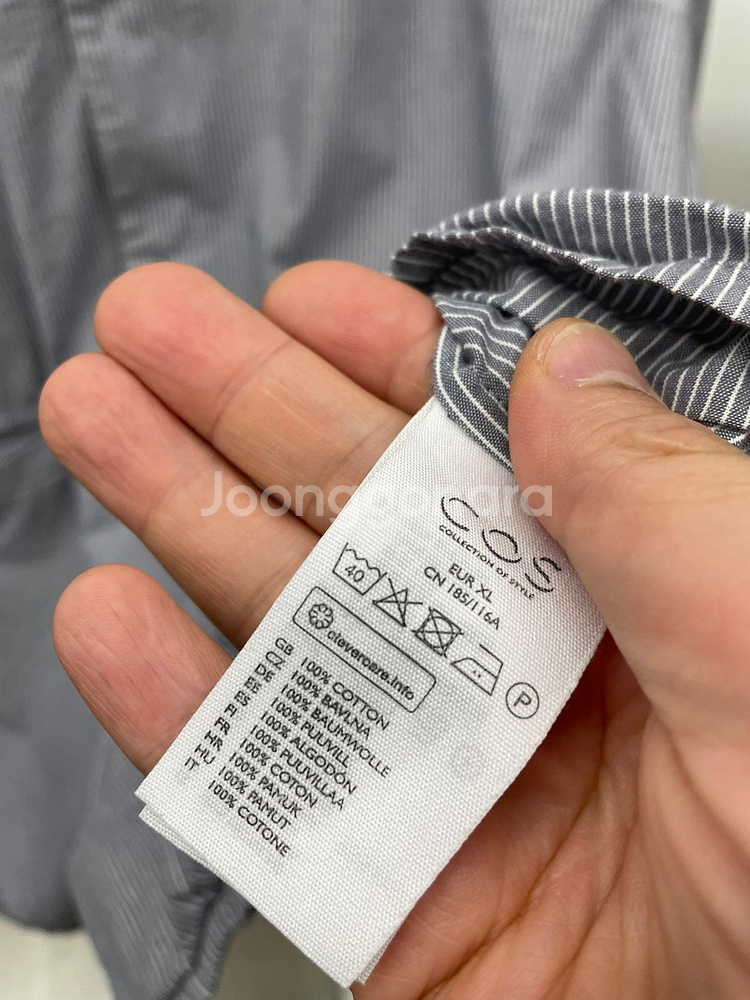 Joonggonara
COS
COLLECTION OF STYLE
EUR XL
CN 185/116A
40
P
clevercare.info
GB 100% COTTON
CZ 100% BAVLNA
DE 100% BAUMWOLLE
EE 100% PUUVILL
ES 100% ALGODÓN
FI 100% PUUVILLAA
FR 100% COTON
HR 100% PAMUK
HU 100% PAMUT
IT 100% COTONE